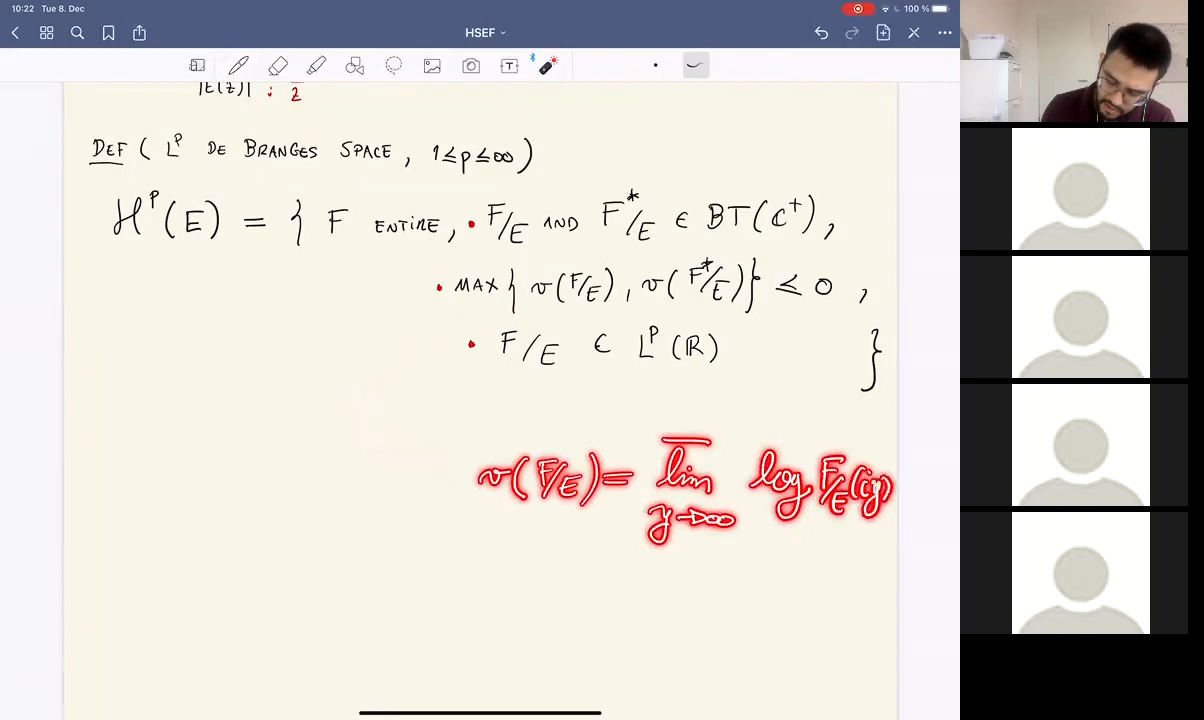 10:22 Tue 8. Dec
100 %
HSEF
|E(z)| : z̄
DEF ( L^p DE BRANGES SPACE, 1≤p≤∞ )
H^p(E) = { F ENTIRE, • F/E AND F*/E ∈ BT(C⁺),
• MAX { v(F/E), v(F*/E) } ≤ 0 ,
• F/E ∈ L^p(ℝ) }
v(F/E) = lim‾ y→∞ log F/E(iy)